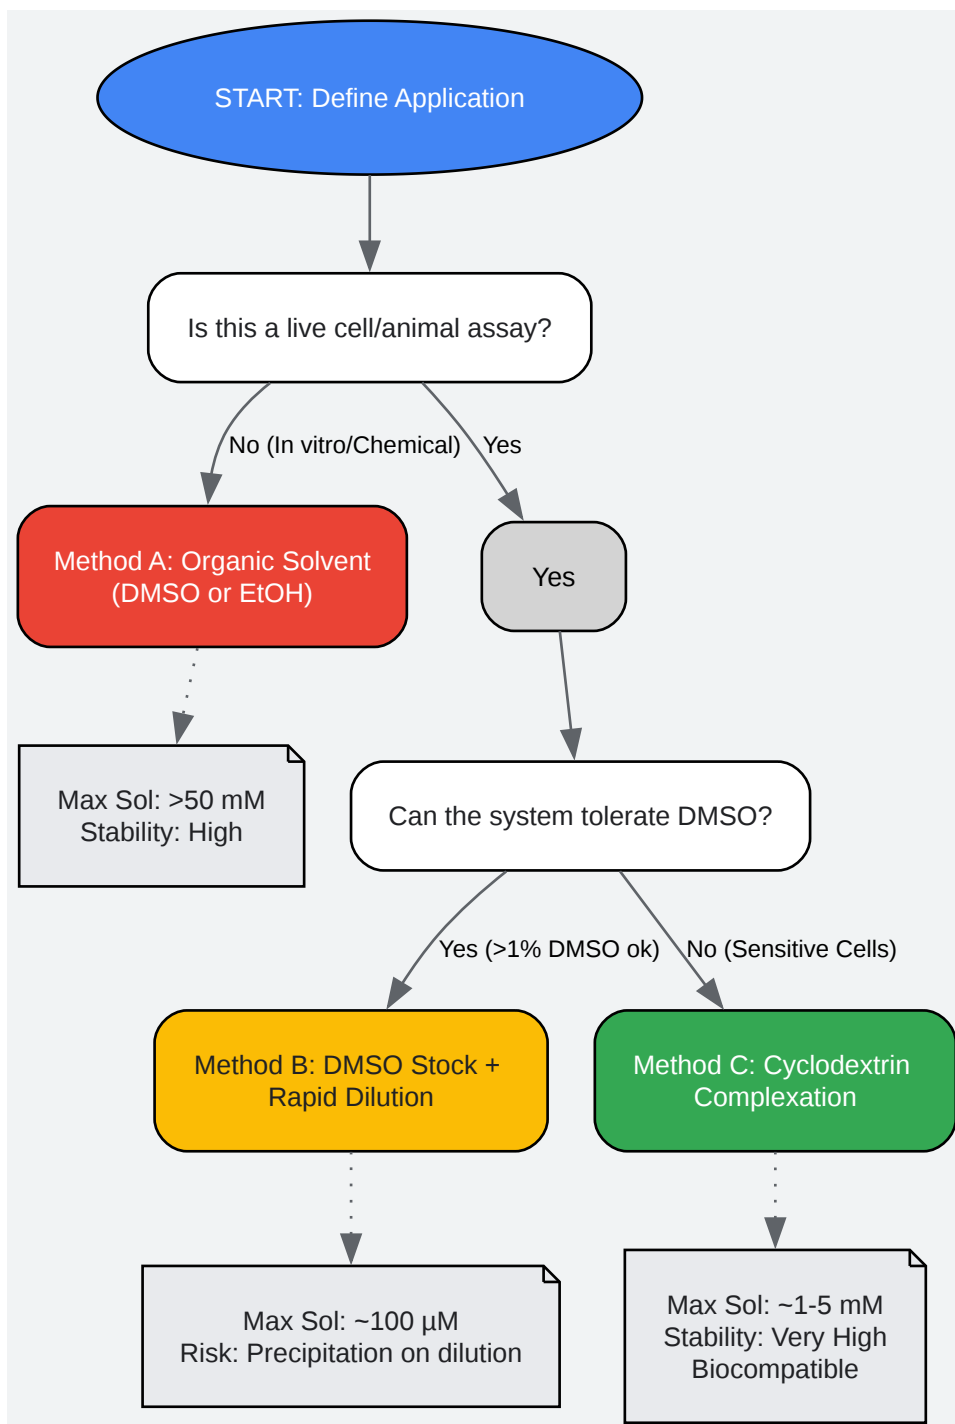 START: Define Application
Is this a live cell/animal assay?
No (In vitro/Chemical)
Yes
Method A: Organic Solvent
(DMSO or EtOH)
Yes
Max Sol: >50 mM
Stability: High
Can the system tolerate DMSO?
Yes (>1% DMSO ok)
No (Sensitive Cells)
Method B: DMSO Stock +
Rapid Dilution
Method C: Cyclodextrin
Complexation
Max Sol: ~100 µM
Risk: Precipitation on dilution
Max Sol: ~1-5 mM
Stability: Very High
Biocompatible